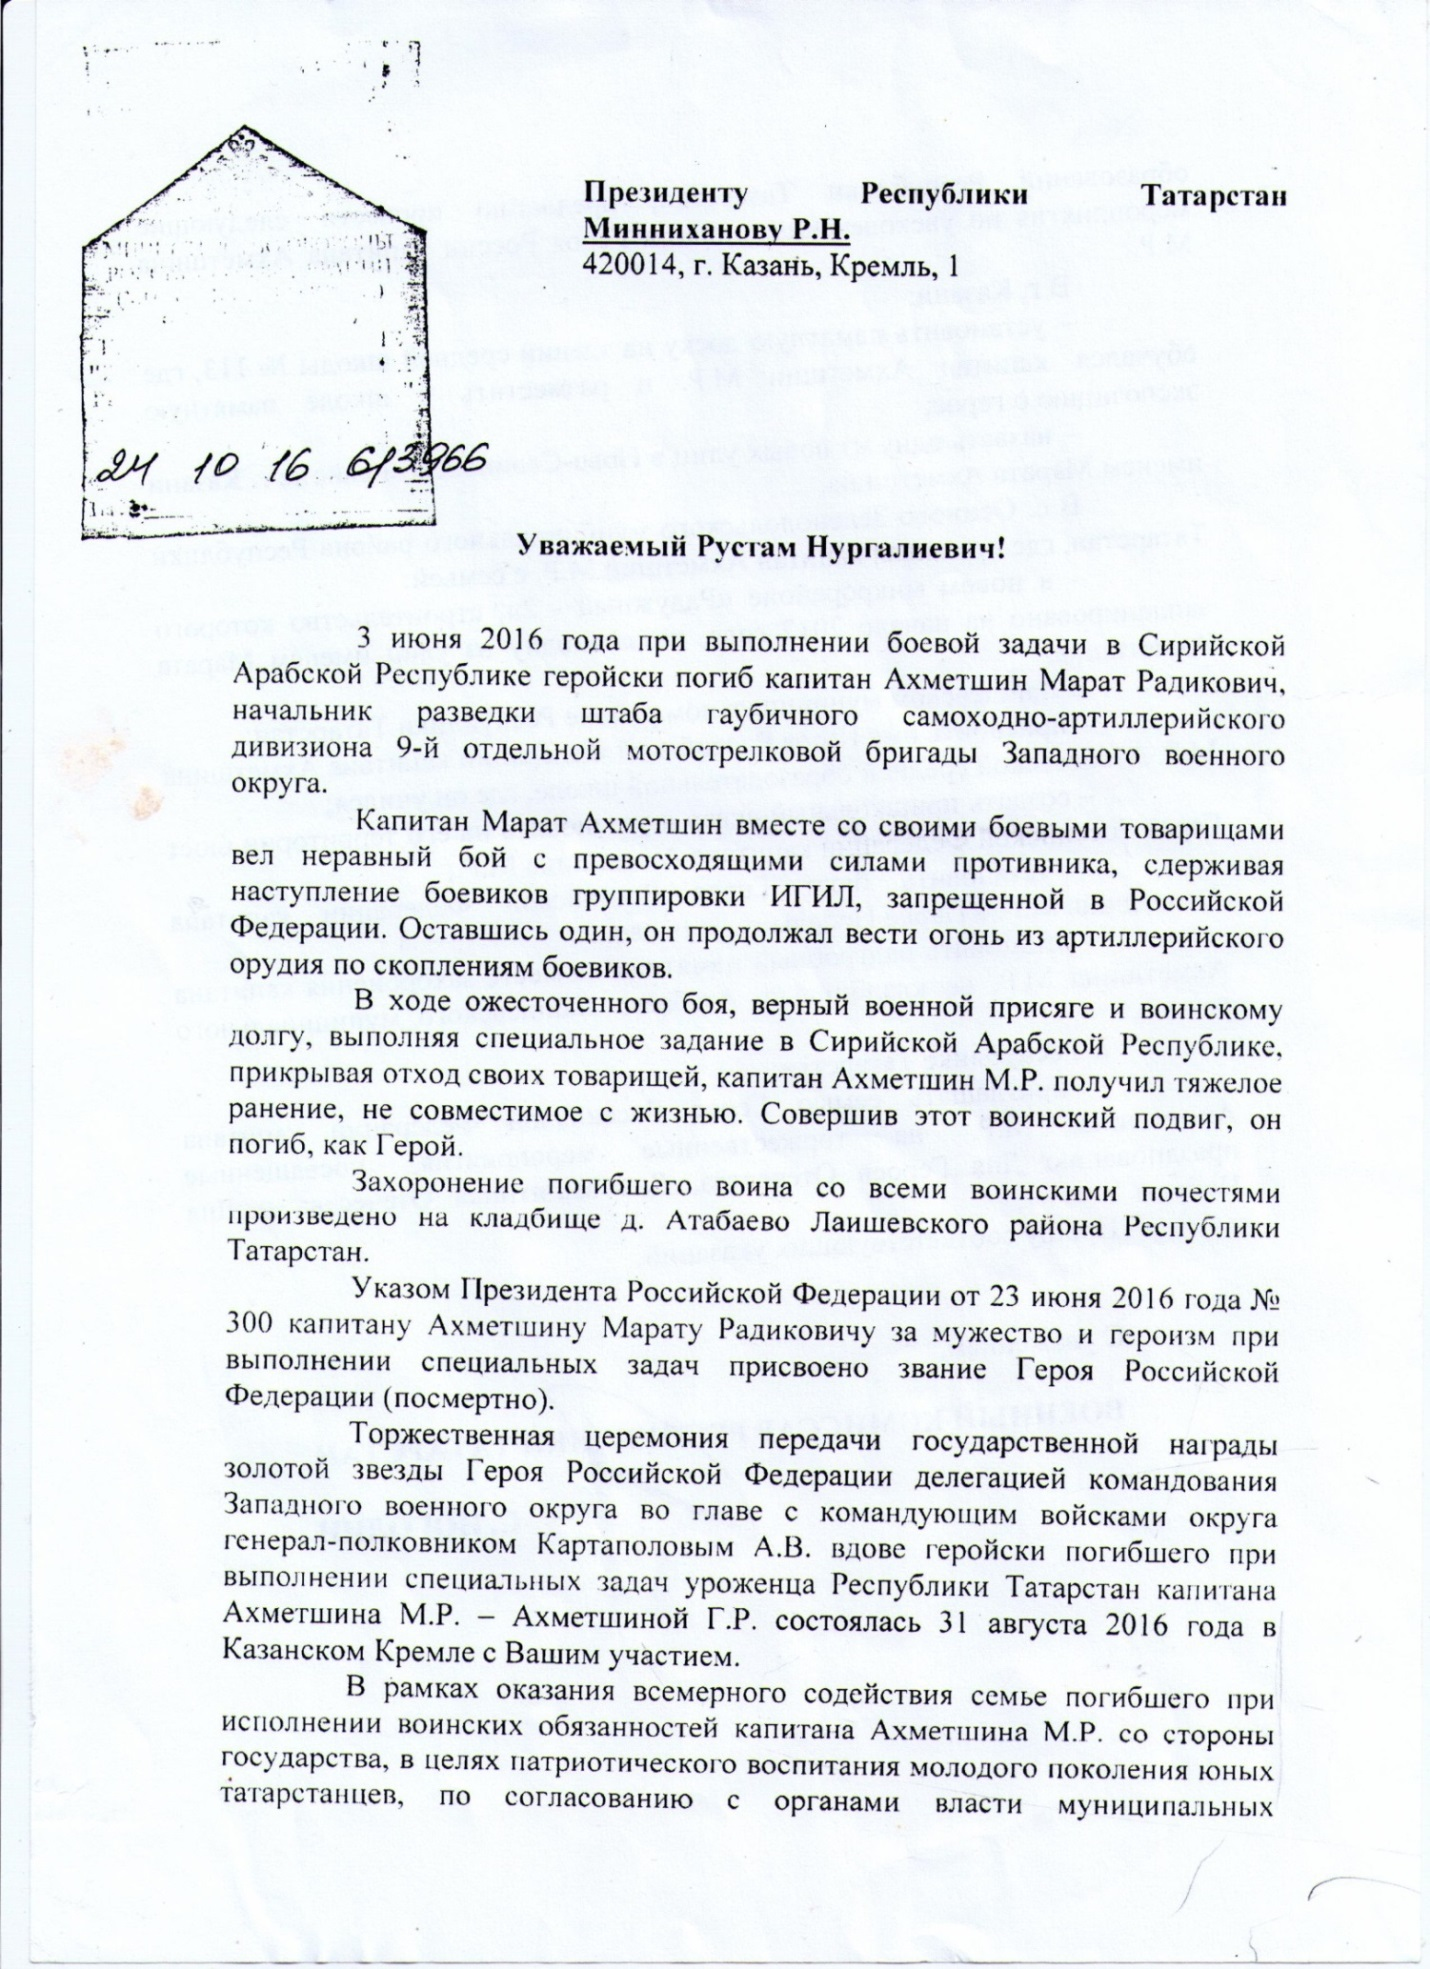 Президенту Республики Татарстан
Минниханову Р.Н.
420014, г. Казань, Кремль, 1
24 10 16 6/3966
Уважаемый Рустам Нургалиевич!
3 июня 2016 года при выполнении боевой задачи в Сирийской
Арабской Республике геройски погиб капитан Ахметшин Марат Радикович,
начальник разведки штаба гаубичного самоходно-артиллерийского
дивизиона 9-й отдельной мотострелковой бригады Западного военного
округа.
Капитан Марат Ахметшин вместе со своими боевыми товарищами
вел неравный бой с превосходящими силами противника, сдерживая
наступление боевиков группировки ИГИЛ, запрещенной в Российской
Федерации. Оставшись один, он продолжал вести огонь из артиллерийского
орудия по скоплениям боевиков.
В ходе ожесточенного боя, верный военной присяге и воинскому
долгу, выполняя специальное задание в Сирийской Арабской Республике,
прикрывая отход своих товарищей, капитан Ахметшин М.Р. получил тяжелое
ранение, не совместимое с жизнью. Совершив этот воинский подвиг, он
погиб, как Герой.
Захоронение погибшего воина со всеми воинскими почестями
произведено на кладбище д. Атабаево Лаишевского района Республики
Татарстан.
Указом Президента Российской Федерации от 23 июня 2016 года №
300 капитану Ахметшину Марату Радиковичу за мужество и героизм при
выполнении специальных задач присвоено звание Героя Российской
Федерации (посмертно).
Торжественная церемония передачи государственной награды
золотой звезды Героя Российской Федерации делегацией командования
Западного военного округа во главе с командующим войсками округа
генерал-полковником Картаполовым А.В. вдове геройски погибшего при
выполнении специальных задач уроженца Республики Татарстан капитана
Ахметшина М.Р. – Ахметшиной Г.Р. состоялась 31 августа 2016 года в
Казанском Кремле с Вашим участием.
В рамках оказания всемерного содействия семье погибшего при
исполнении воинских обязанностей капитана Ахметшина М.Р. со стороны
государства, в целях патриотического воспитания молодого поколения юных
татарстанцев, по согласованию с органами власти муниципальных